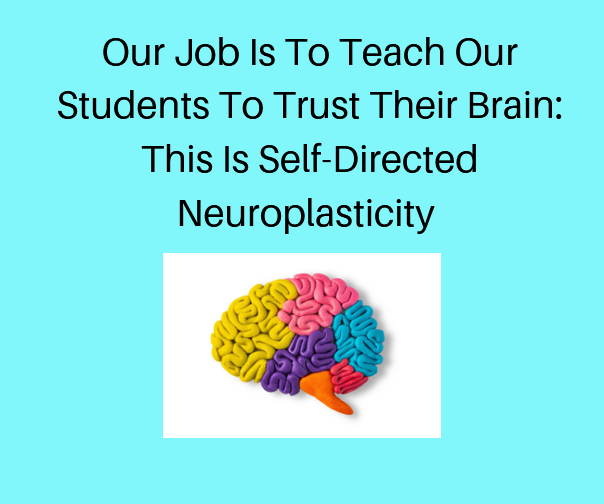 Our Job Is To Teach Our
Students To Trust Their Brain:
This Is Self-Directed
Neuroplasticity